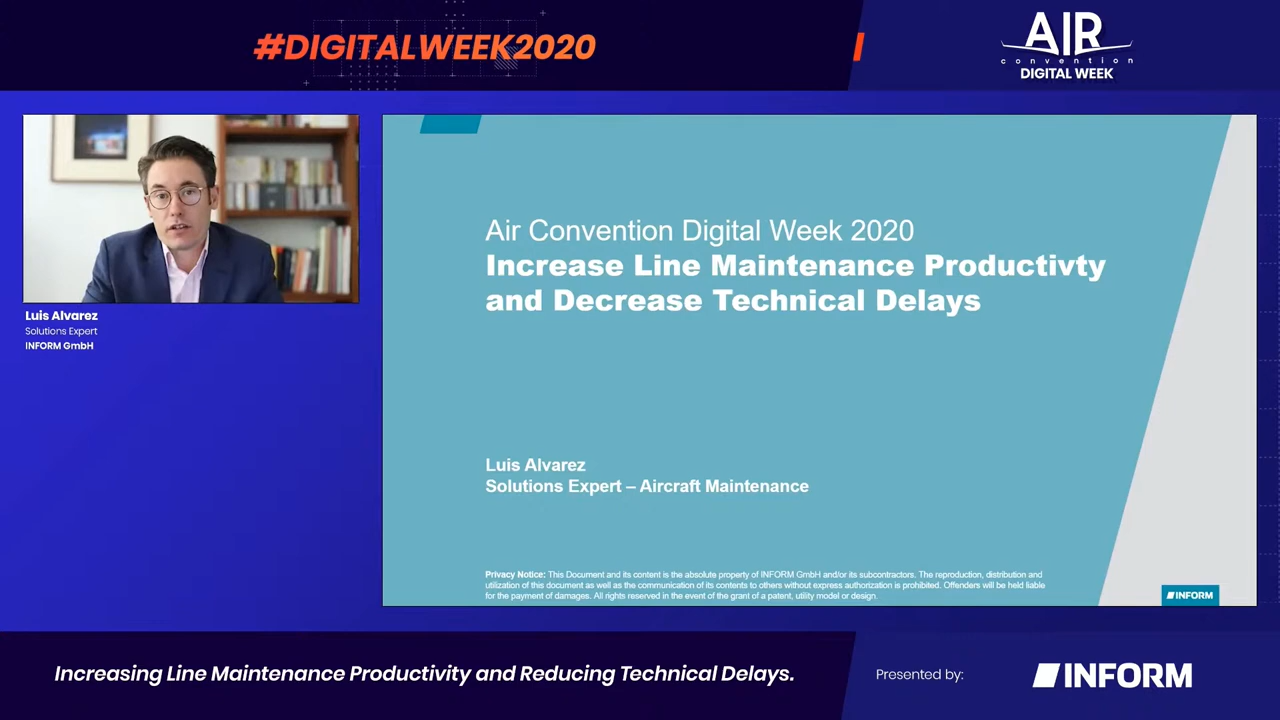 #DIGITALWEEK2020
AIR
convention
DIGITAL WEEK
Luis Alvarez
Solutions Expert
INFORM GmbH
Air Convention Digital Week 2020
Increase Line Maintenance Productivty
and Decrease Technical Delays
Luis Alvarez
Solutions Expert – Aircraft Maintenance
Privacy Notice: This Document and its content is the absolute property of INFORM GmbH and/or its subcontractors. The reproduction, distribution and
utilization of this document as well as the communication of its contents to others without express authorization is prohibited. Offenders will be held liable
for the payment of damages. All rights reserved in the event of the grant of a patent, utility model or design.
INFORM
Increasing Line Maintenance Productivity and Reducing Technical Delays.
Presented by:
INFORM